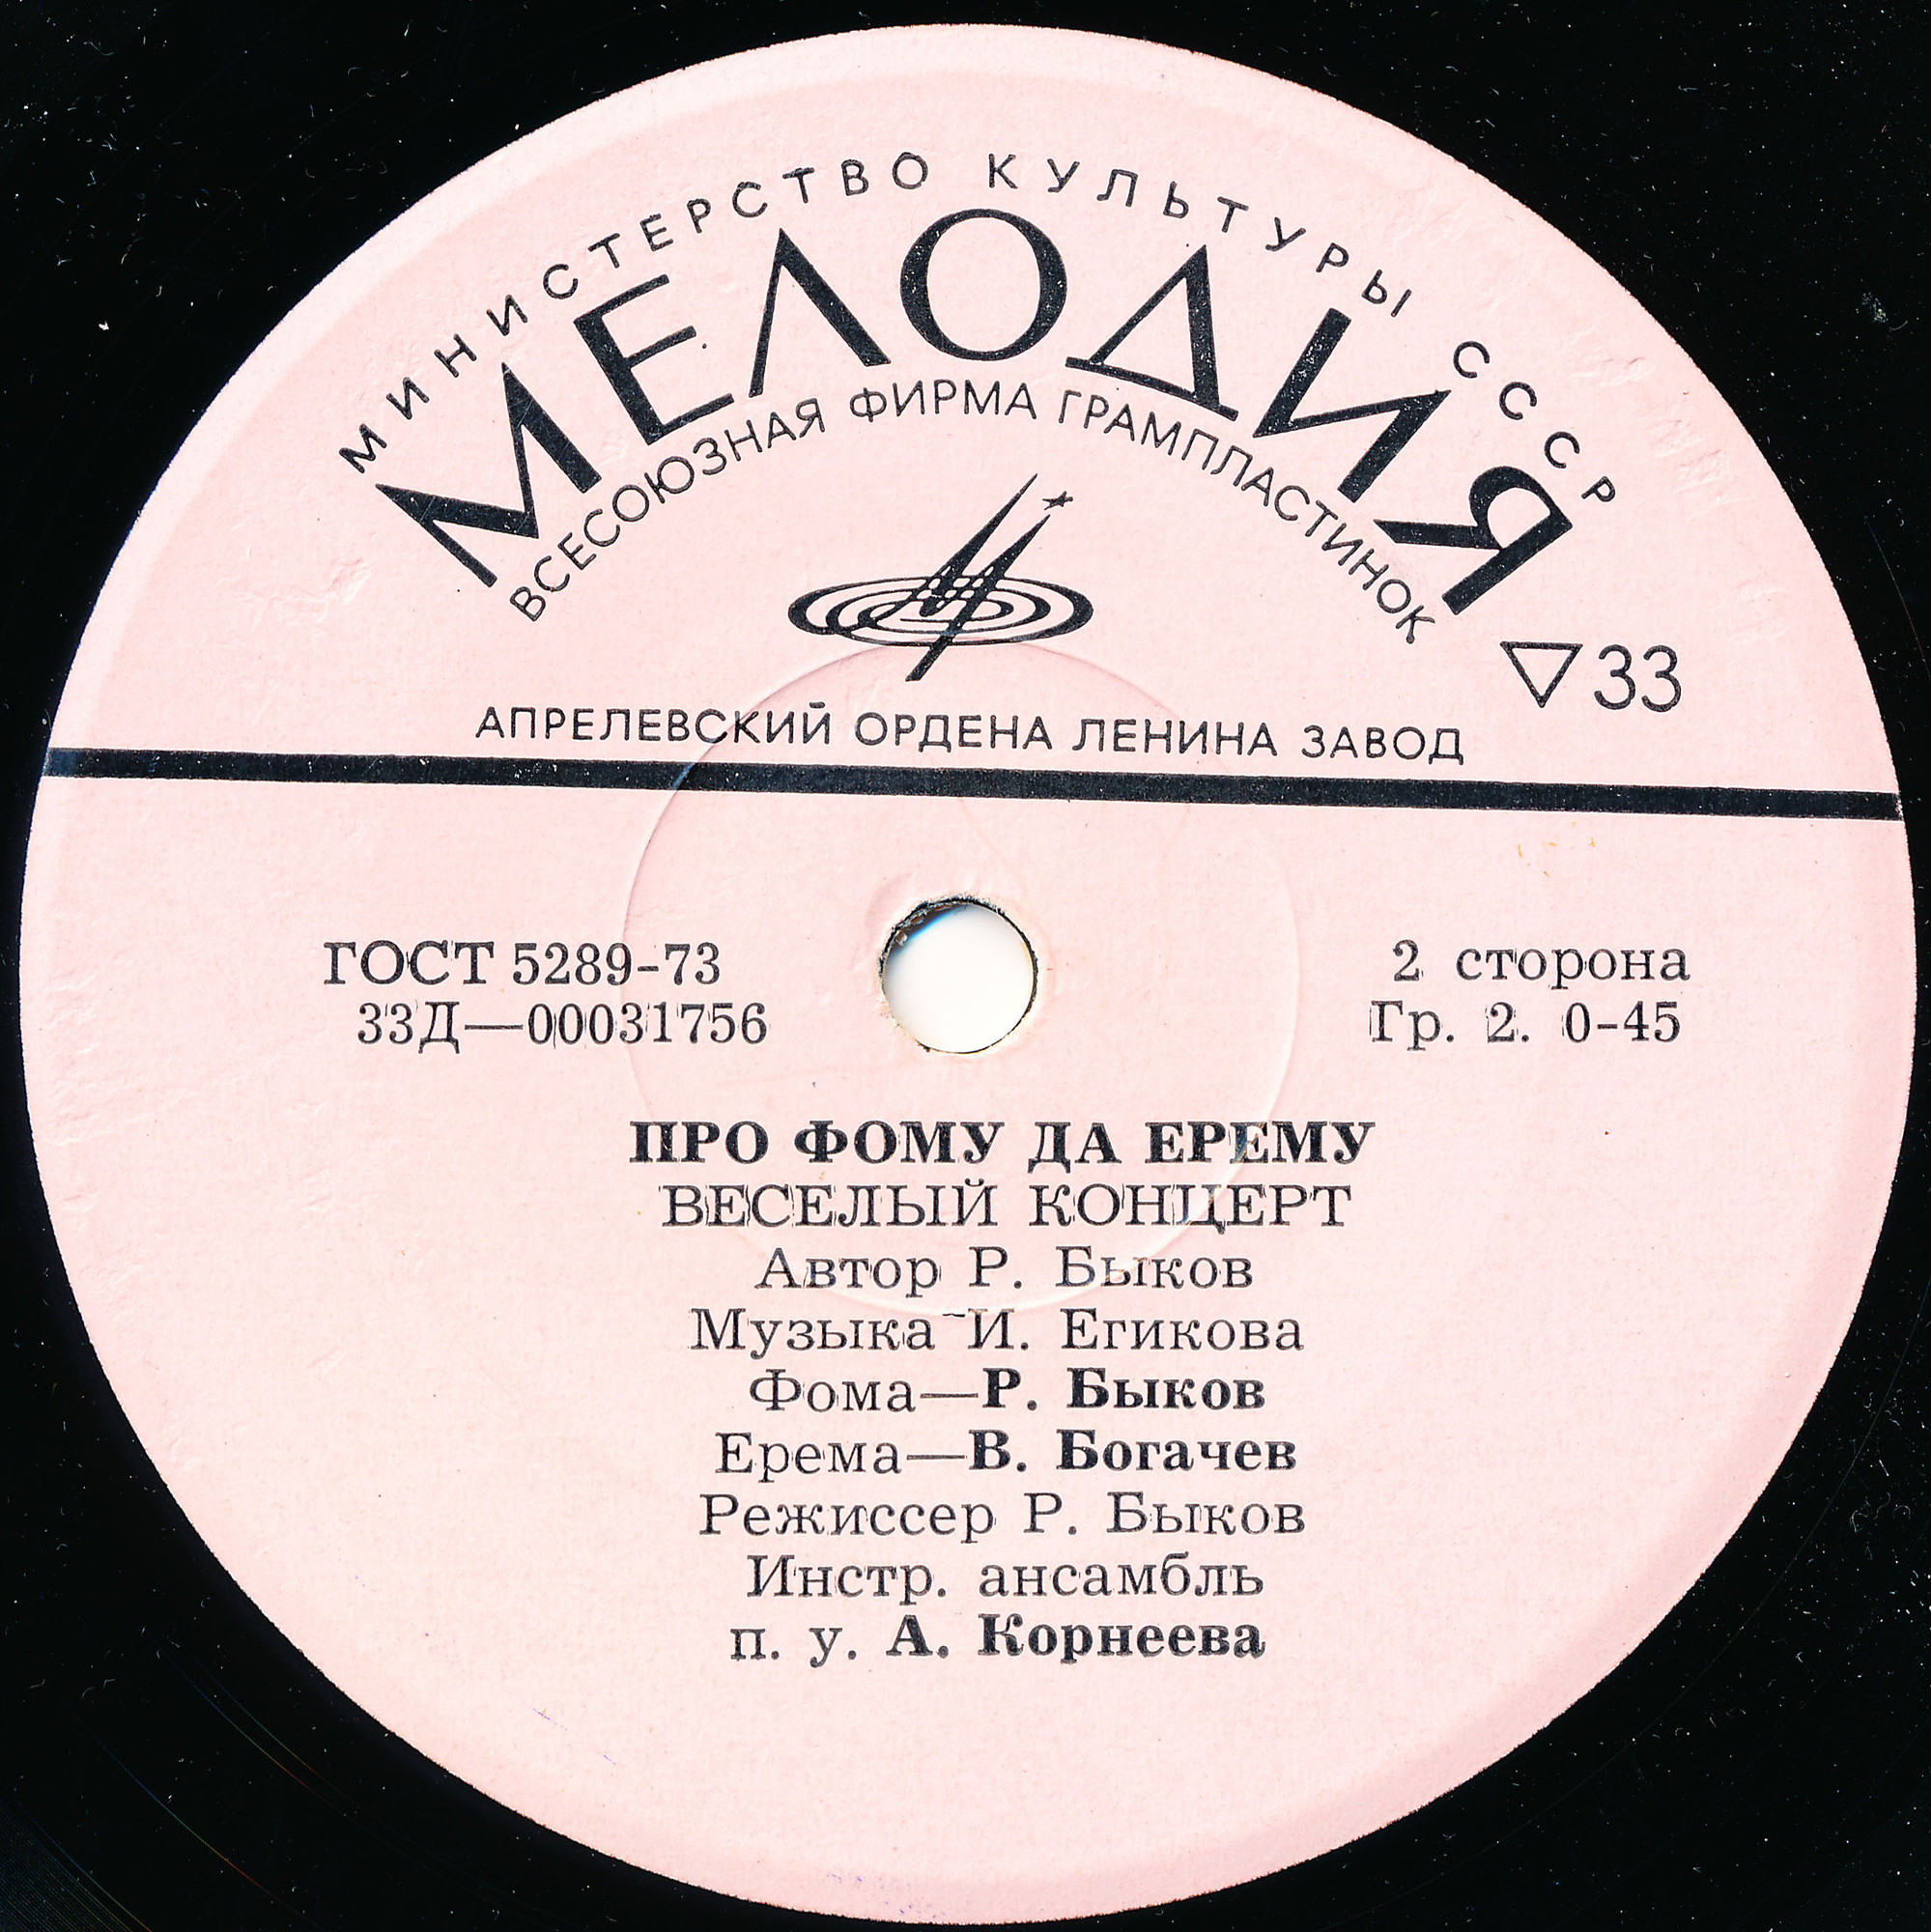 МИНИСТЕРСТВО КУЛЬТУРЫ СССР
МЕЛОДИЯ
ВСЕСОЮЗНАЯ ФИРМА ГРАМПЛАСТИНОК
▽33
АПРЕЛЕВСКИЙ ОРДЕНА ЛЕНИНА ЗАВОД
ГОСТ 5289-73
33Д—00031756
2 сторона
Гр. 2. 0-45
ПРО ФОМУ ДА ЕРЕМУ
ВЕСЕЛЫЙ КОНЦЕРТ
Автор Р. Быков
Музыка И. Егикова
Фома—Р. Быков
Ерема—В. Богачев
Режиссер Р. Быков
Инстр. ансамбль
п. у. А. Корнеева